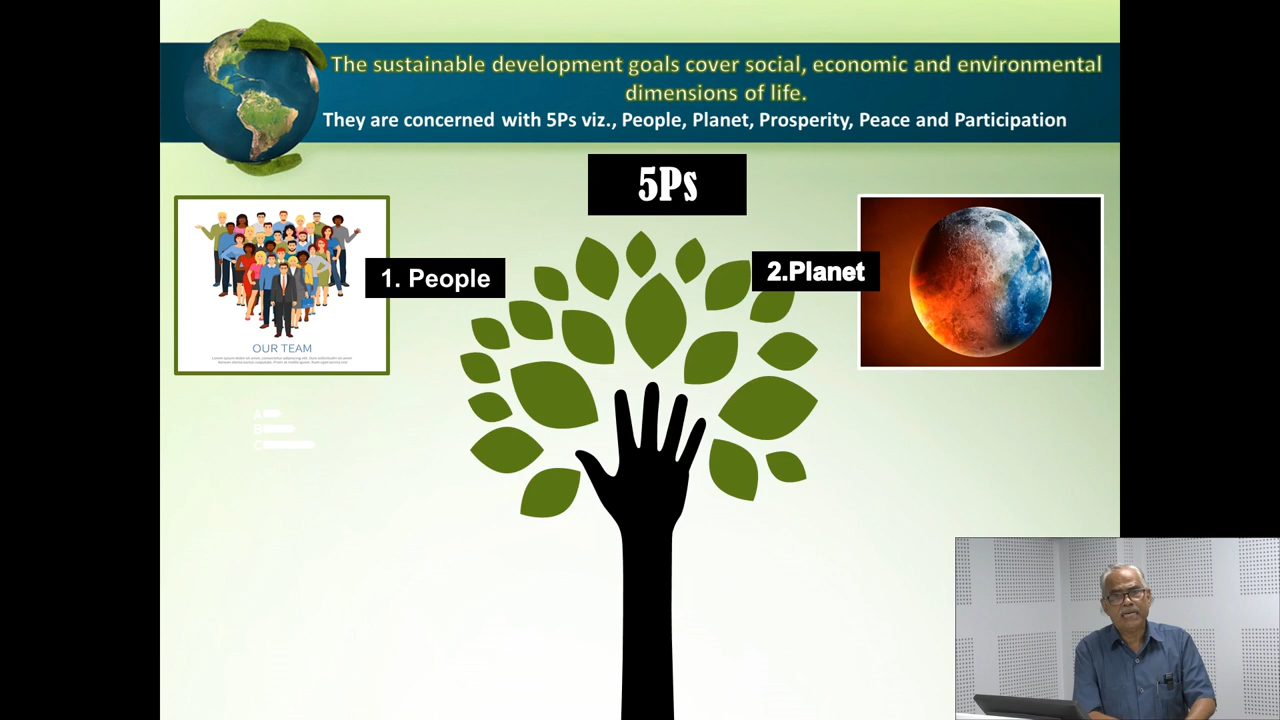 The sustainable development goals cover social, economic and environmental
dimensions of life.
They are concerned with 5Ps viz., People, Planet, Prosperity, Peace and Participation
5Ps
1. People
2.Planet
OUR TEAM
A
B
C